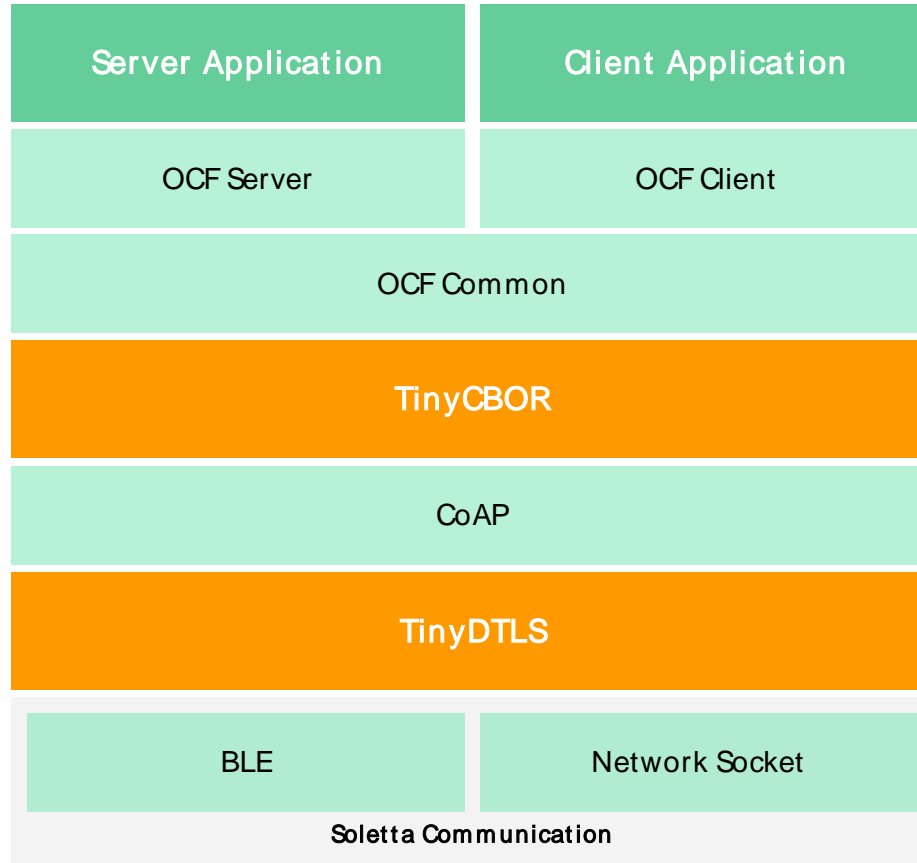 Server Application
Client Application
OCF Server
OCF Client
OCF Common
TinyCBOR
CoAP
TinyDTLS
BLE
Network Socket
Soletta Communication